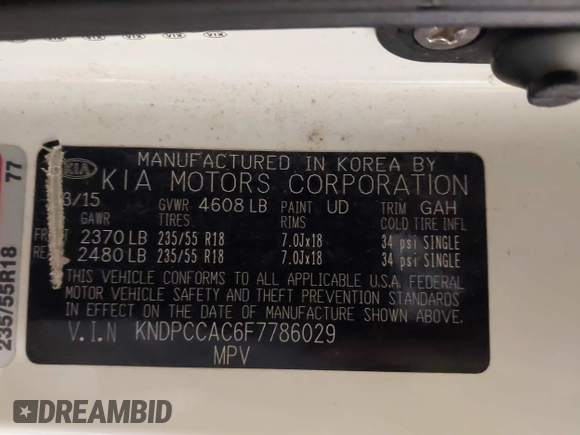 KIA
MANUFACTURED IN KOREA BY
KIA MOTORS CORPORATION
3/15 GVWR 4608 LB PAINT UD TRIM GAH
GAWR TIRES RIMS COLD TIRE INFL
2370 LB 235/55 R18 7.0Jx18 34 psi SINGLE
2480 LB 235/55 R18 7.0Jx18 34 psi SINGLE
THIS VEHICLE CONFORMS TO ALL APPLICABLE U.S.A FEDERAL
MOTOR VEHICLE SAFETY AND THEFT PREVENTION STANDARDS
IN EFFECT ON THE DATE OF MANUFACTURE SHOWN ABOVE.
V.I.N KNDPCCAC6F7786029
MPV
235/55R18 77
DREAMBID